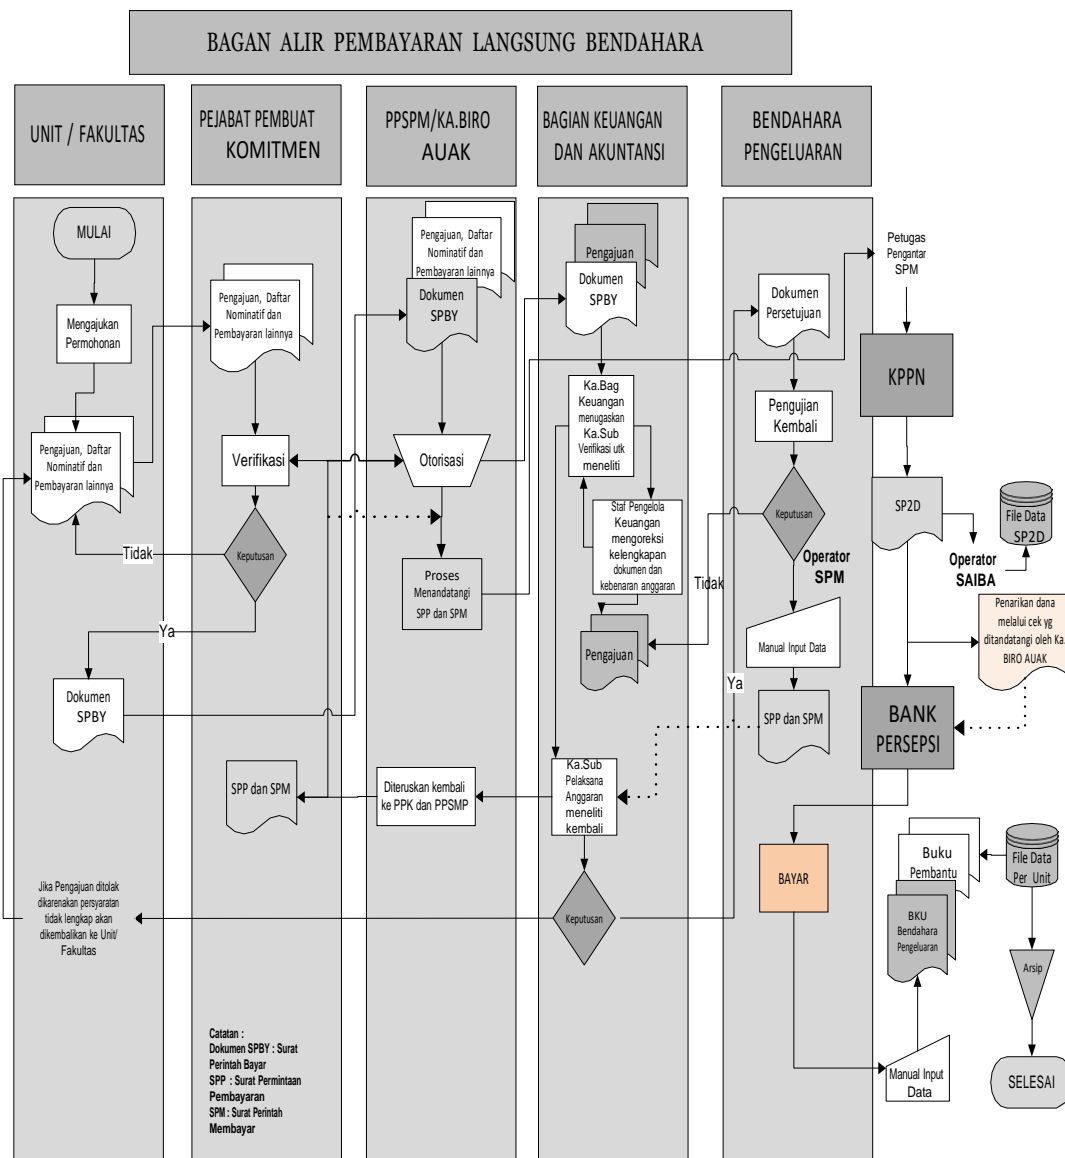 BAGAN ALIR PEMBAYARAN LANGSUNG BENDAHARA
UNIT / FAKULTAS
PEJABAT PEMBUAT
KOMITMEN
PPSPM/KA.BIRO
AUAK
BAGIAN KEUANGAN
DAN AKUNTANSI
BENDAHARA
PENGELUARAN
MULAI
Mengajukan
Permohonan
Pengajuan, Daftar
Nominatif dan
Pembayaran lainnya
Tidak
Ya
Dokumen
SPBY
Jika Pengajuan ditolak
dikarenakan persyaratan
tidak lengkap akan
dikembalikan ke Unit/
Fakultas
Pengajuan, Daftar
Nominatif dan
Pembayaran lainnya
Verifikasi
Keputusan
SPP dan SPM
Catatan :
Dokumen SPBY : Surat
Perintah Bayar
SPP : Surat Permintaan
Pembayaran
SPM : Surat Perintah
Membayar
Pengajuan, Daftar
Nominatif dan
Pembayaran lainnya
Dokumen
SPBY
Otorisasi
Proses
Menandatangi
SPP dan SPM
Diteruskan kembali
ke PPK dan PPSMP
Pengajuan
Dokumen
SPBY
Ka.Bag
Keuangan
menugaskan
Ka.Sub
Verifikasi utk
meneliti
Staf Pengelola
Keuangan
mengoreksi
kelengkapan
dokumen dan
kebenaran anggaran
Pengajuan
Ka.Sub
Pelaksana
Anggaran
meneliti
kembali
Keputusan
Dokumen
Persetujuan
Pengujian
Kembali
Keputusan
Tidak
Operator
SPM
Manual Input Data
Ya
SPP dan SPM
BAYAR
Petugas
Pengantar
SPM
KPPN
SP2D
File Data
SP2D
Operator
SAIBA
Penarikan dana
melalui cek yg
ditandatangi oleh Ka.
BIRO AUAK
BANK
PERSEPSI
Buku
Pembantu
BKU
Bendahara
Pengeluaran
File Data
Per Unit
Arsip
Manual Input
Data
SELESAI